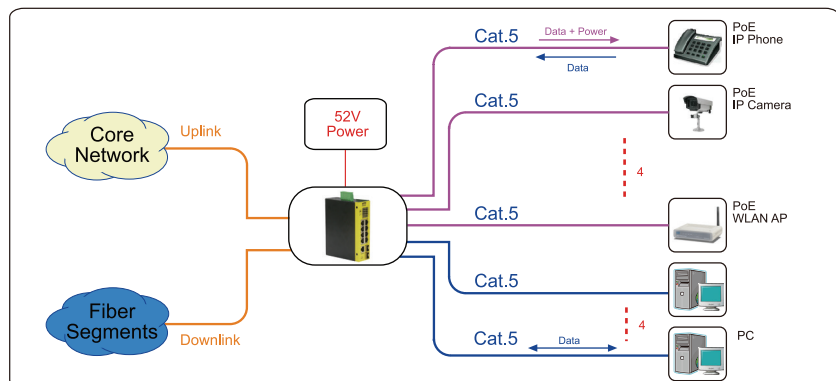 Cat.5
Data + Power
Data
PoE
IP Phone
Cat.5
PoE
IP Camera
52V
Power
Core
Network
Uplink
4
Cat.5
PoE
WLAN AP
Cat.5
Fiber
Segments
Downlink
4
Cat.5
Data
PC